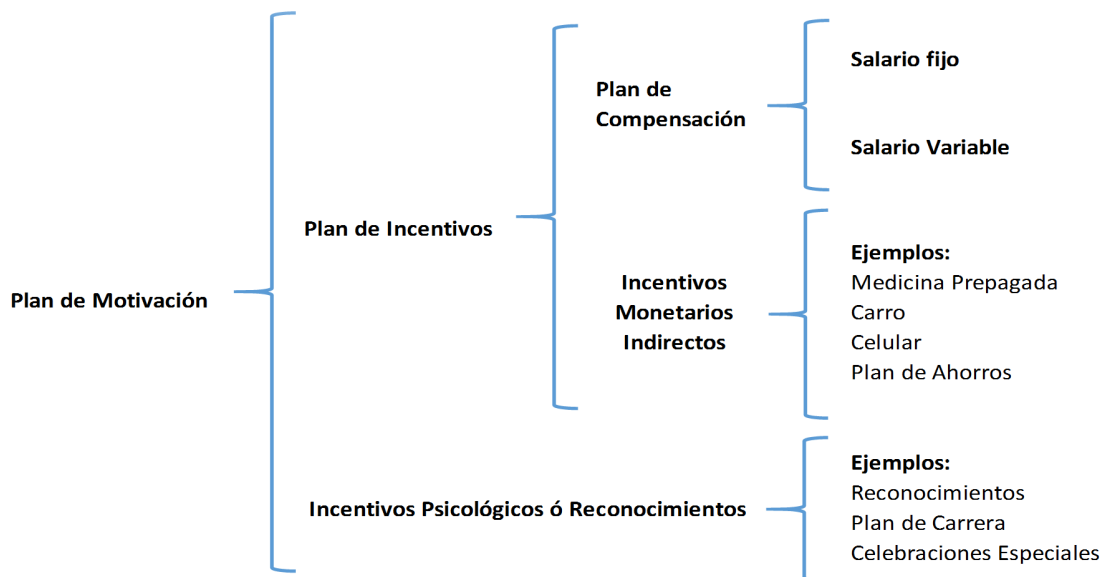 Plan de Motivación
Plan de Incentivos
Plan de
Compensación
Salario fijo
Salario Variable
Incentivos
Monetarios
Indirectos
Ejemplos:
Medicina Prepagada
Carro
Celular
Plan de Ahorros
Incentivos Psicológicos ó Reconocimientos
Ejemplos:
Reconocimientos
Plan de Carrera
Celebraciones Especiales